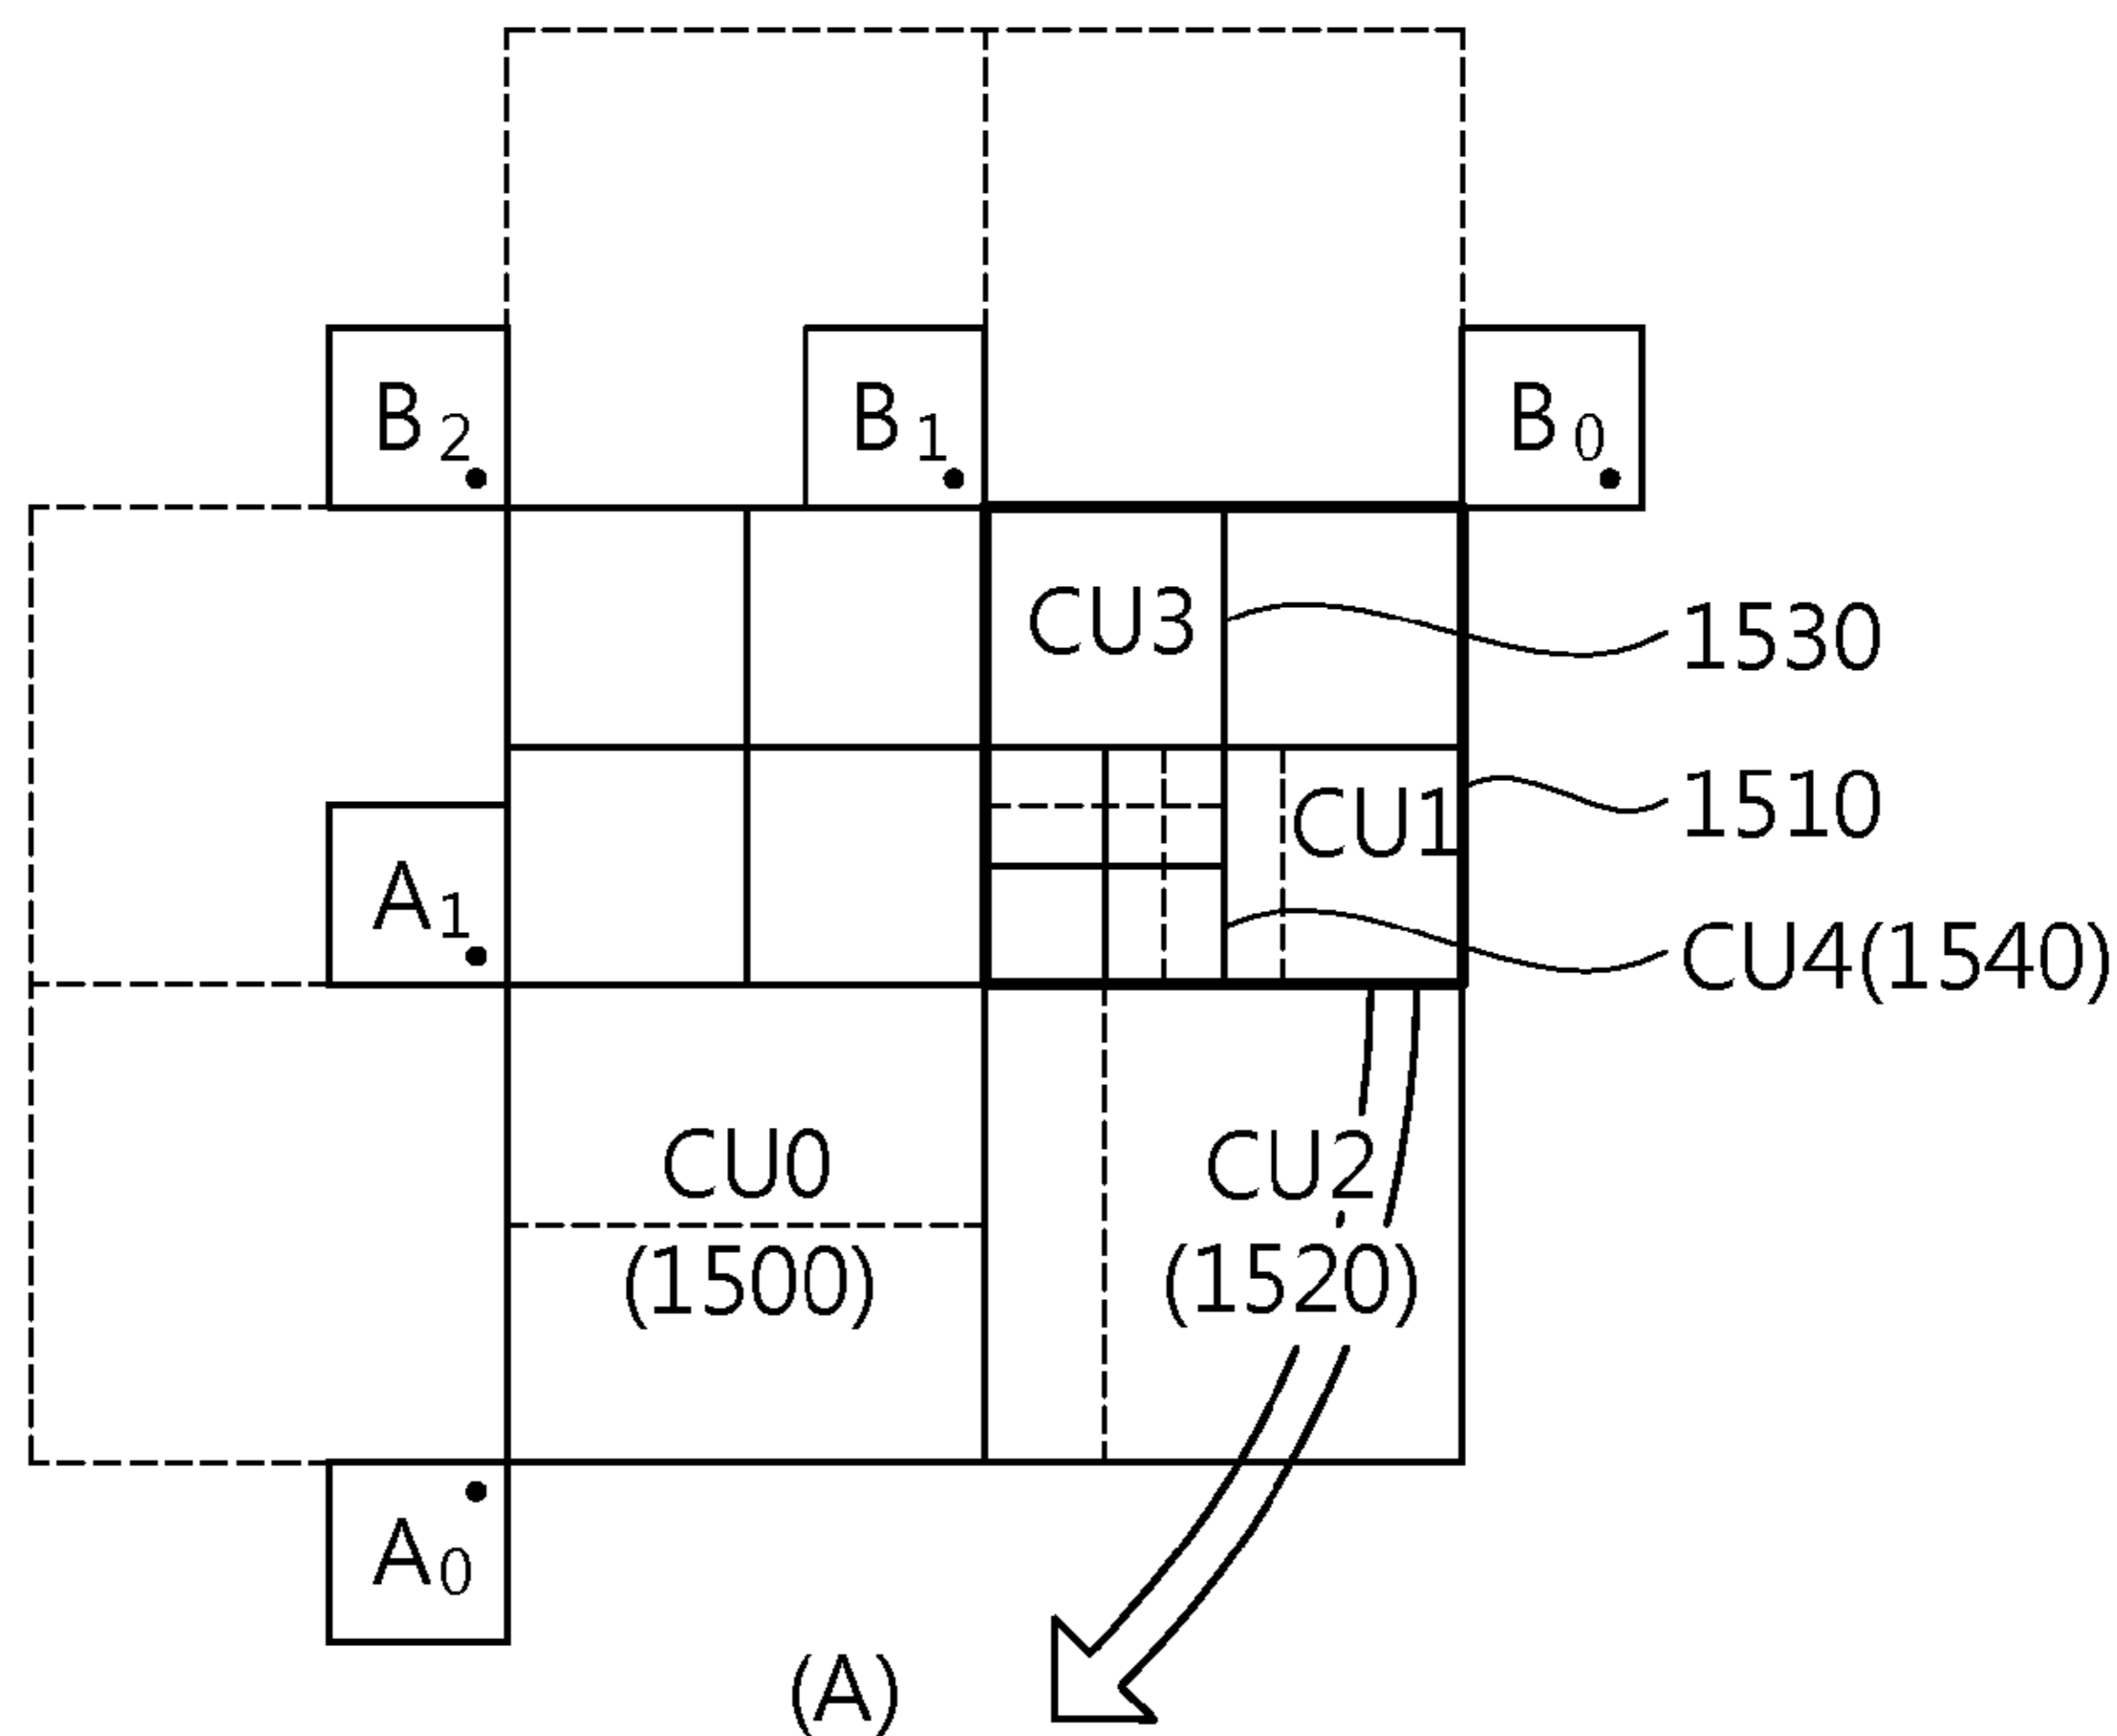 B2 B1 B0
CU3
1530
CU1
1510
A1
CU4(1540)
CU0
(1500)
CU2
(1520)
A0
(A)